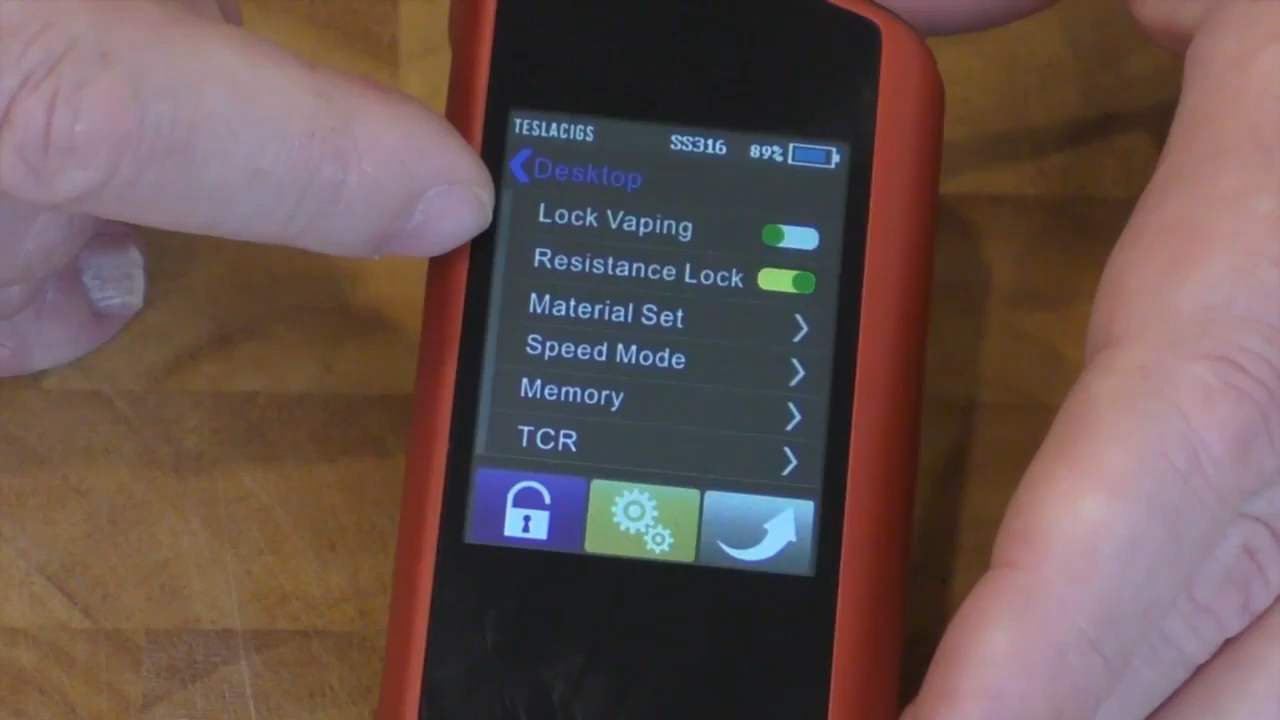 TESLACIGS SS316 89%
Desktop
Lock Vaping
Resistance Lock
Material Set
Speed Mode
Memory
TCR